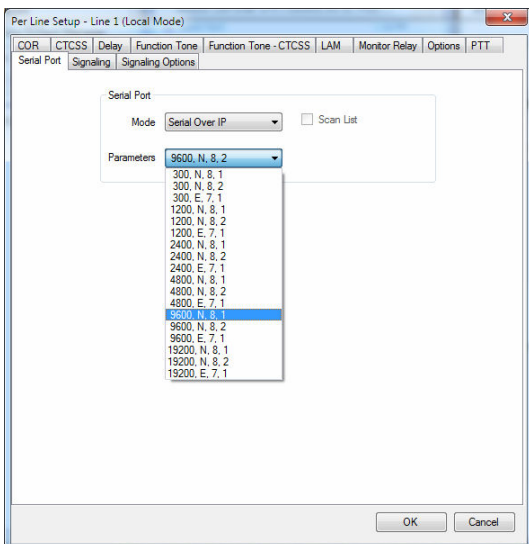 Per Line Setup - Line 1 (Local Mode)
COR CTCSS Delay Function Tone Function Tone - CTCSS LAM Monitor Relay Options PTT
Serial Port Signaling Signaling Options
Serial Port
Mode Serial Over IP Scan List
Parameters 9600, N, 8, 2
300, N, 8, 1
300, N, 8, 2
300, E, 7, 1
1200, N, 8, 1
1200, N, 8, 2
1200, E, 7, 1
2400, N, 8, 1
2400, N, 8, 2
2400, E, 7, 1
4800, N, 8, 1
4800, N, 8, 2
4800, E, 7, 1
9600, N, 8, 1
9600, N, 8, 2
9600, E, 7, 1
19200, N, 8, 1
19200, N, 8, 2
19200, E, 7, 1
OK Cancel